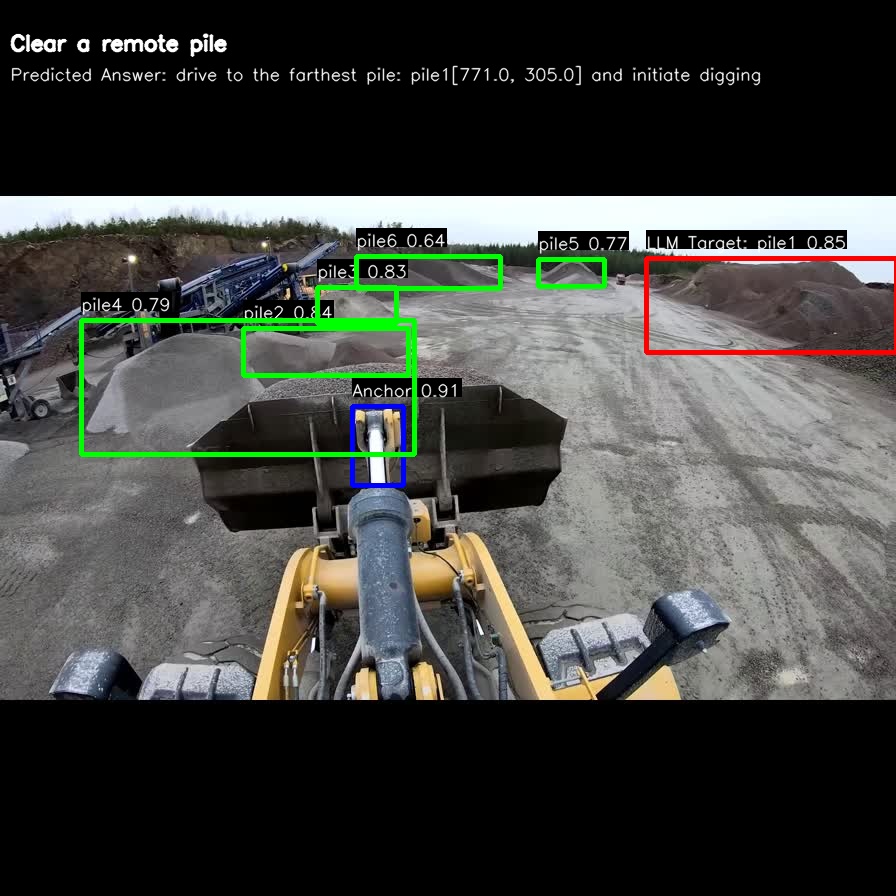 Clear a remote pile
Predicted Answer: drive to the farthest pile: pile1[771.0, 305.0] and initiate digging
pile6 0.64
pile5 0.77
LLM Target: pile1 0.85
pile3 0.83
pile4 0.79
pile2 0.84
Anchor 0.91